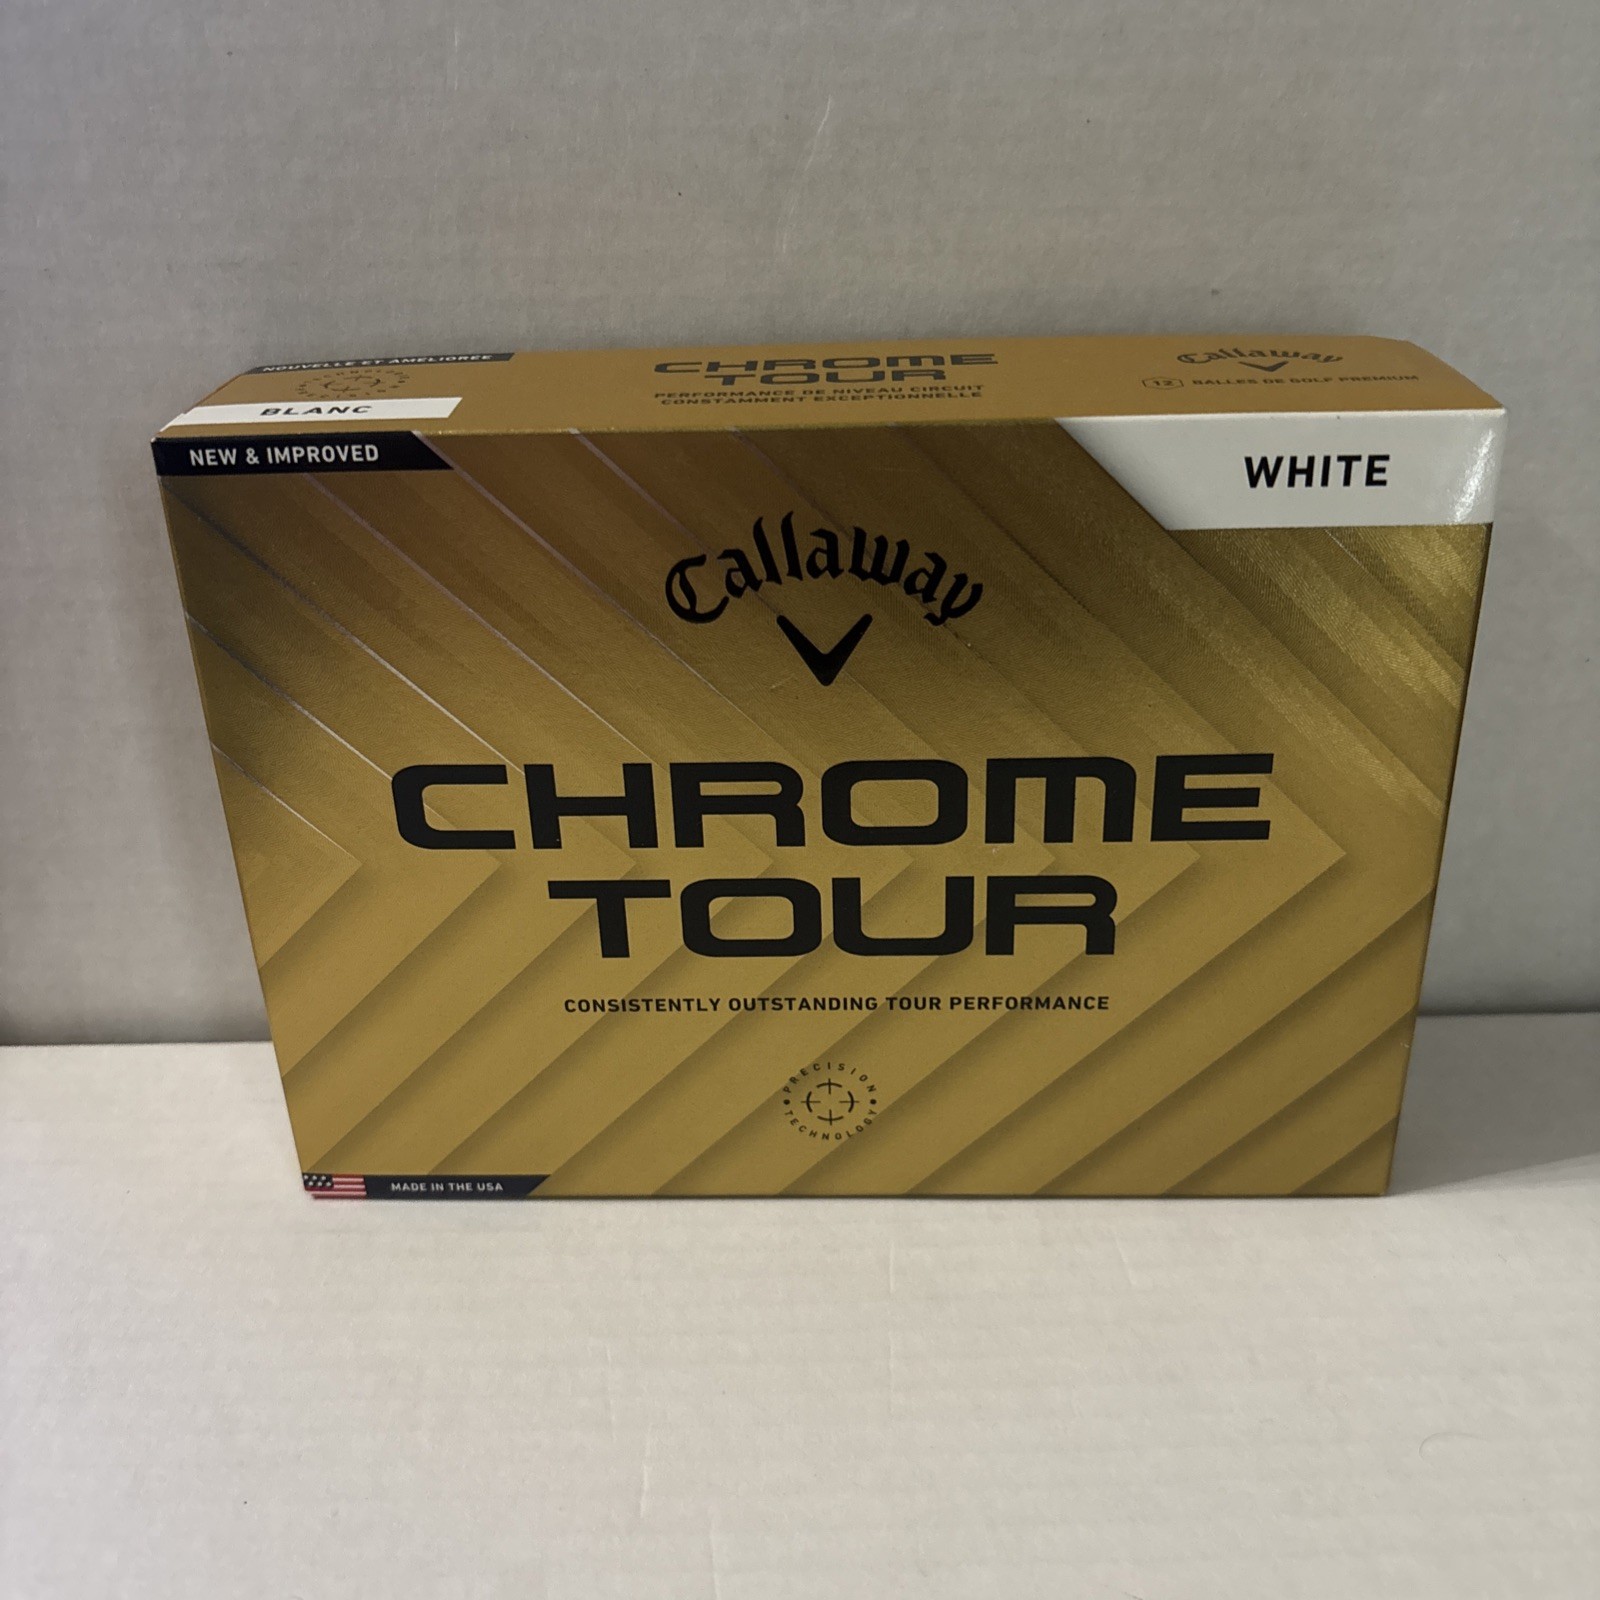 NOUVELLE ET AMÉLIORÉE
BLANC
CHROME
TOUR
PERFORMANCE DE NIVEAU CIRCUIT
CONSTAMMENT EXCEPTIONNELLE
Callaway
12 BALLES DE GOLF PREMIUM
NEW & IMPROVED
WHITE
Callaway
CHROME
TOUR
CONSISTENTLY OUTSTANDING TOUR PERFORMANCE
PRECISION
TECHNOLOGY
MADE IN THE USA